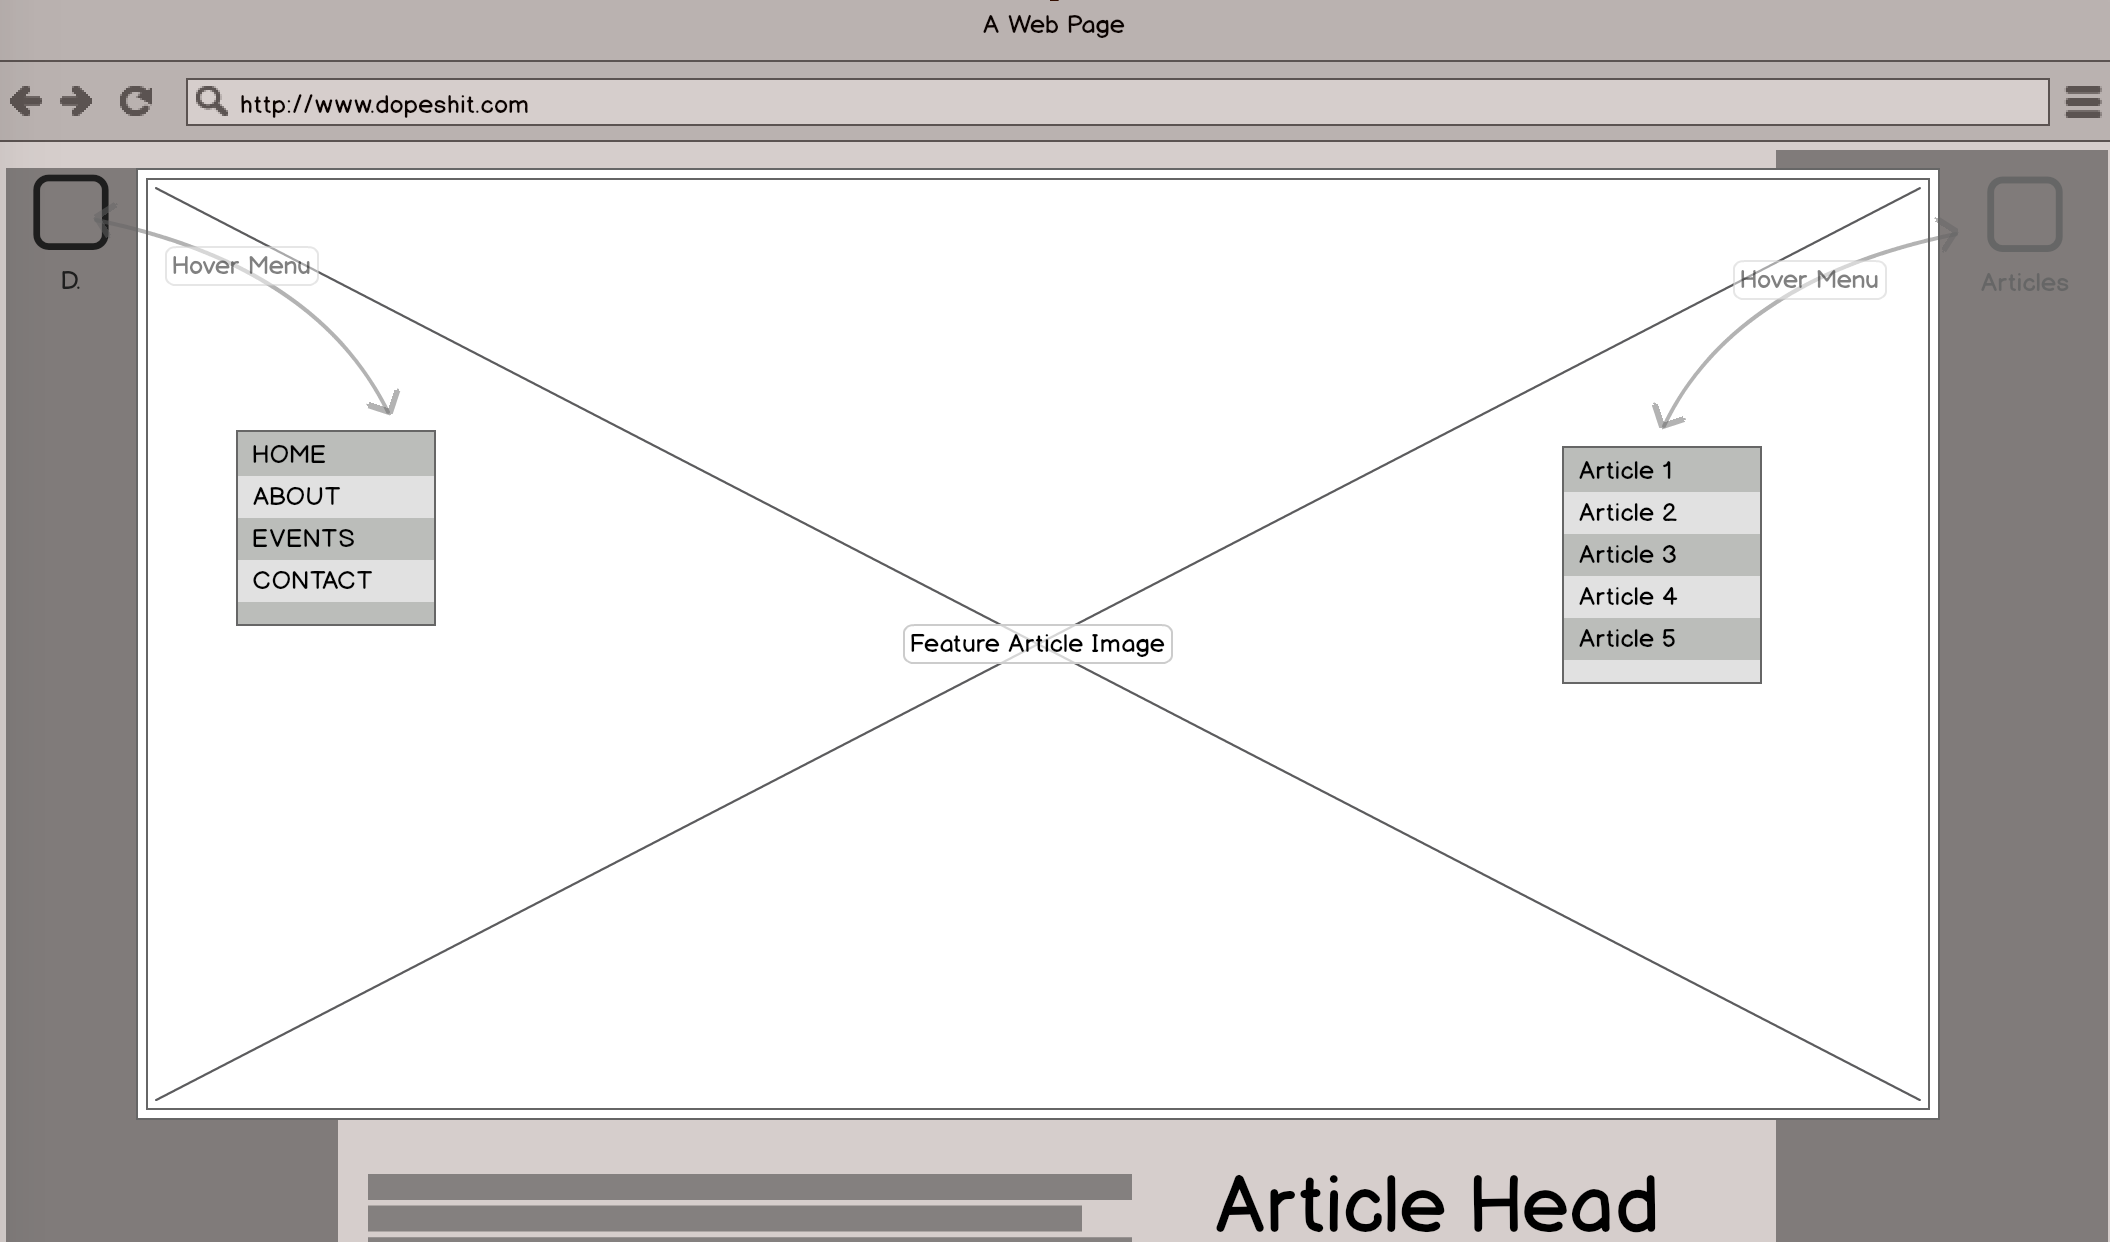 A Web Page
http://www.dopeshit.com
D.
Hover Menu
Hover Menu
Articles
HOME
ABOUT
EVENTS
CONTACT
Article 1
Article 2
Article 3
Article 4
Article 5
Feature Article Image
Article Head